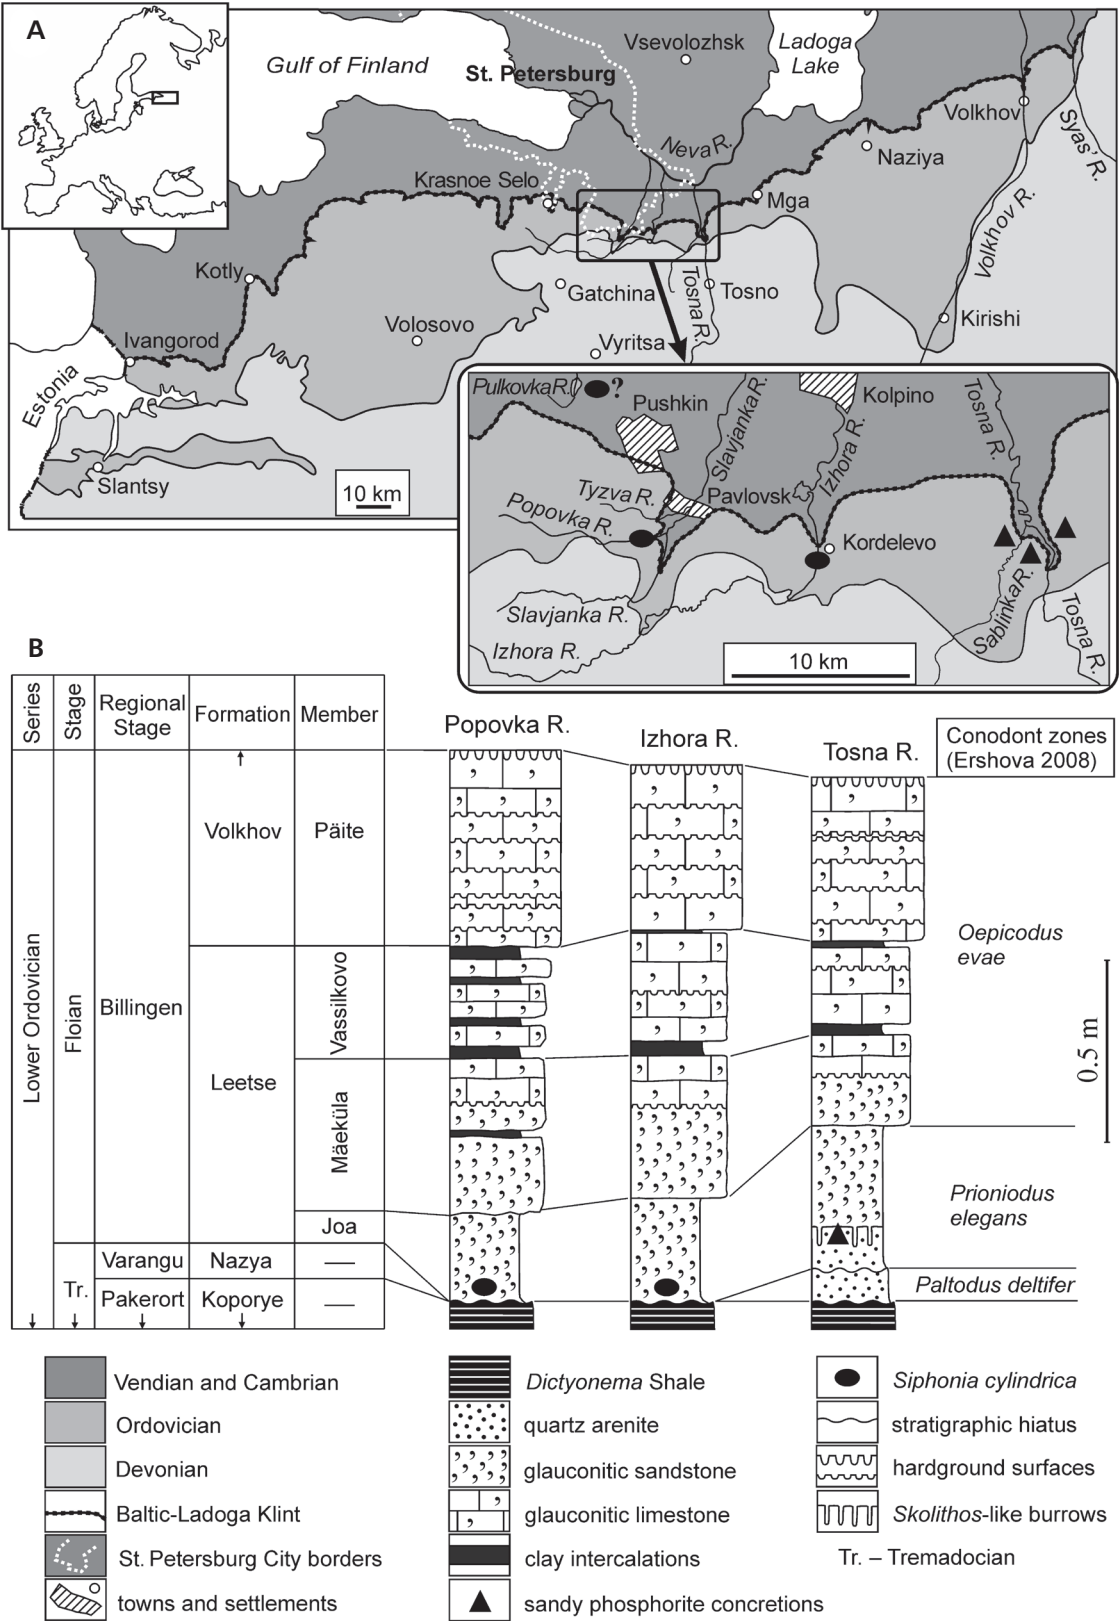 A
Gulf of Finland
St. Petersburg
Vsevolozhsk
Ladoga
Lake
Neva R.
Volkhov
Syas' R.
Naziya
Krasnoe Selo
Mga
Volkhov R.
Kotly
Gatchina
Tosna R.
Tosno
Kirishi
Volosovo
Vyritsa
Ivangorod
Estonia
Slantsy
10 km
Pulkovka R.
?
Pushkin
Slavjanka R.
Kolpino
Izhora R.
Tosna R.
Tyzva R.
Pavlovsk
Popovka R.
Kordelevo
Slavjanka R.
Sablinka R.
Tosna R.
Izhora R.
10 km
B
Series
Stage
Regional
Stage
Formation
Member
Popovka R.
Izhora R.
Tosna R.
Conodont zones
(Ershova 2008)
Lower Ordovician
Floian
Tr.
Billingen
Volkhov
Päite
Vassilkovo
Leetse
Mäeküla
Joa
Varangu
Nazya
—
Pakerort
Koporye
—
Oepicodus
evae
0.5 m
Prioniodus
elegans
Paltodus deltifer
Vendian and Cambrian
Ordovician
Devonian
Baltic-Ladoga Klint
St. Petersburg City borders
towns and settlements
Dictyonema Shale
quartz arenite
glauconitic sandstone
glauconitic limestone
clay intercalations
sandy phosphorite concretions
Siphonia cylindrica
stratigraphic hiatus
hardground surfaces
Skolithos-like burrows
Tr. – Tremadocian